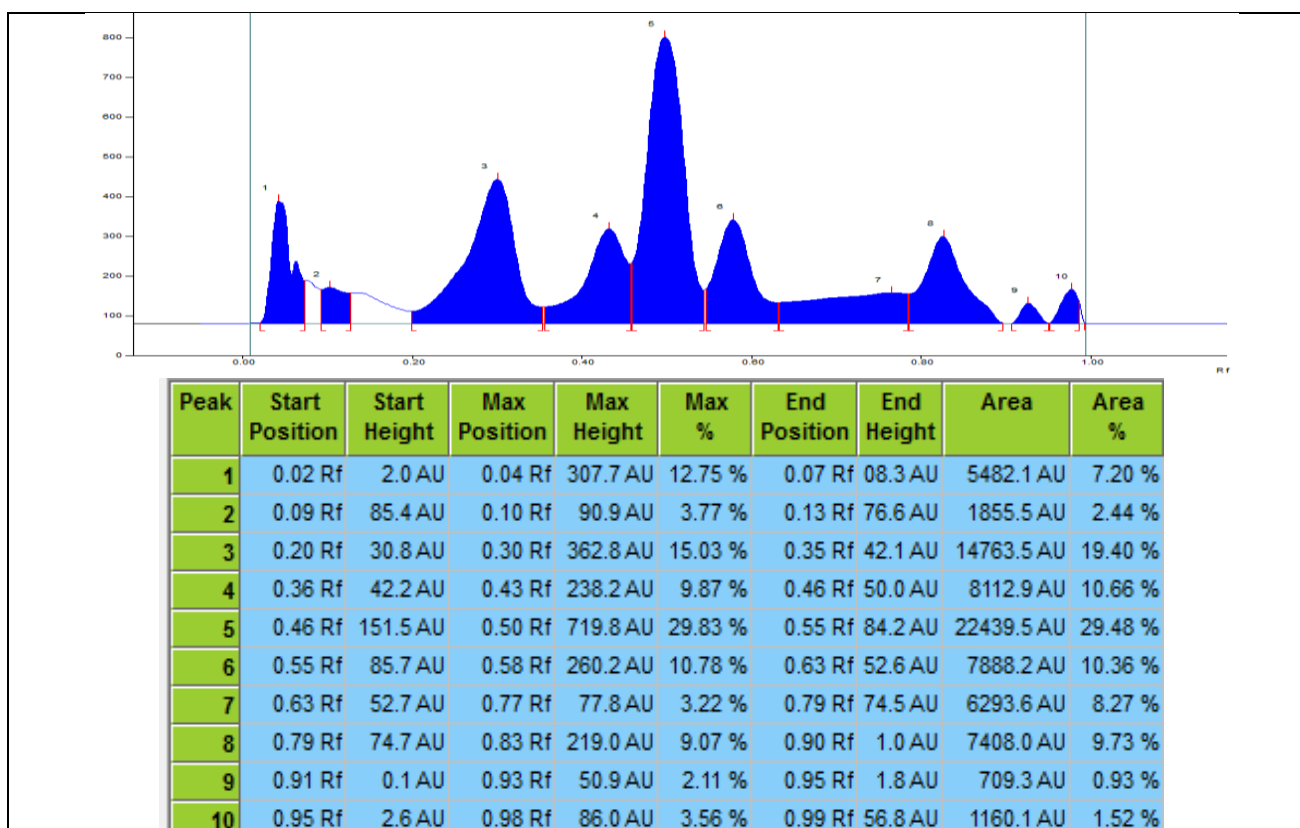 5
800
700
600
500
400
300
200
100
0
1
2
3
4
6
7
8
9
10
0.00 0.20 0.40 0.60 0.80 1.00
Rf
Peak Start Position Start Height Max Position Max Height Max % End Position End Height Area Area %
1 0.02 Rf 2.0 AU 0.04 Rf 307.7 AU 12.75 % 0.07 Rf 08.3 AU 5482.1 AU 7.20 %
2 0.09 Rf 85.4 AU 0.10 Rf 90.9 AU 3.77 % 0.13 Rf 76.6 AU 1855.5 AU 2.44 %
3 0.20 Rf 30.8 AU 0.30 Rf 362.8 AU 15.03 % 0.35 Rf 42.1 AU 14763.5 AU 19.40 %
4 0.36 Rf 42.2 AU 0.43 Rf 238.2 AU 9.87 % 0.46 Rf 50.0 AU 8112.9 AU 10.66 %
5 0.46 Rf 151.5 AU 0.50 Rf 719.8 AU 29.83 % 0.55 Rf 84.2 AU 22439.5 AU 29.48 %
6 0.55 Rf 85.7 AU 0.58 Rf 260.2 AU 10.78 % 0.63 Rf 52.6 AU 7888.2 AU 10.36 %
7 0.63 Rf 52.7 AU 0.77 Rf 77.8 AU 3.22 % 0.79 Rf 74.5 AU 6293.6 AU 8.27 %
8 0.79 Rf 74.7 AU 0.83 Rf 219.0 AU 9.07 % 0.90 Rf 1.0 AU 7408.0 AU 9.73 %
9 0.91 Rf 0.1 AU 0.93 Rf 50.9 AU 2.11 % 0.95 Rf 1.8 AU 709.3 AU 0.93 %
10 0.95 Rf 2.6 AU 0.98 Rf 86.0 AU 3.56 % 0.99 Rf 56.8 AU 1160.1 AU 1.52 %